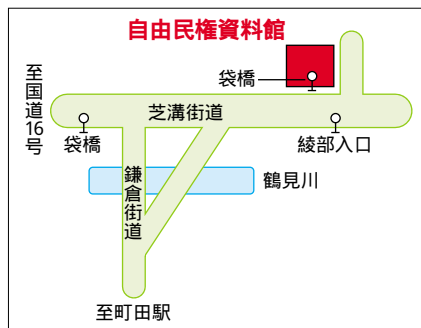 自由民権資料館
至国道16号
袋橋
芝溝街道
袋橋
綾部入口
鎌倉街道
鶴見川
至町田駅